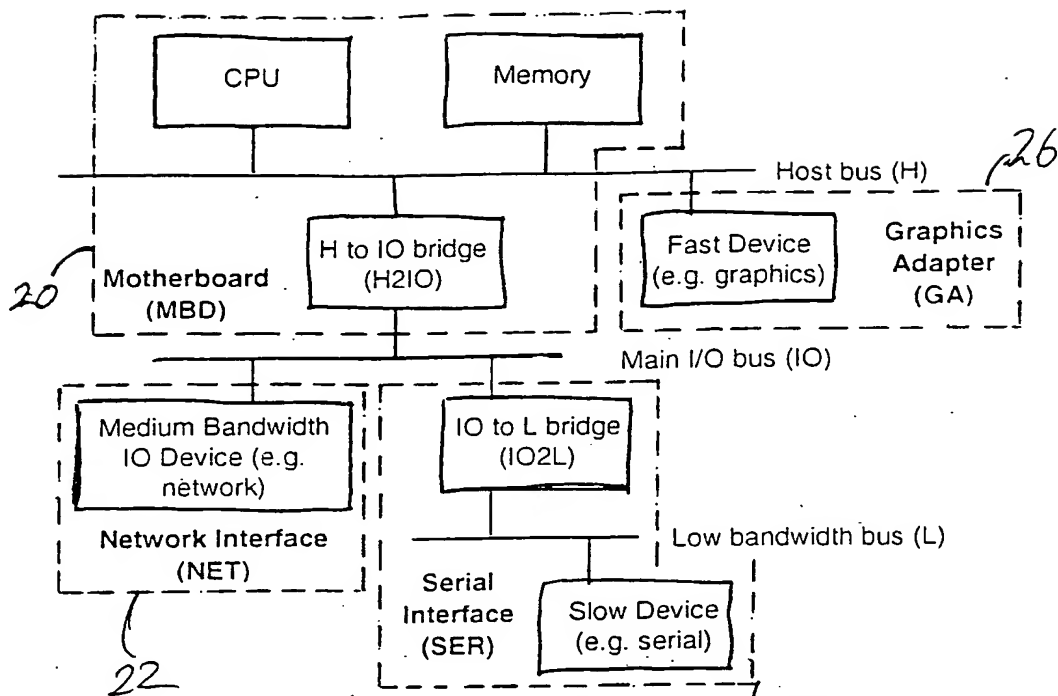 CPU
Memory
Host bus (H)
26
H to IO bridge
(H2IO)
Fast Device
(e.g. graphics)
Graphics
Adapter
(GA)
20
Motherboard
(MBD)
Main I/O bus (IO)
Medium Bandwidth
IO Device (e.g.
network)
IO to L bridge
(IO2L)
Network Interface
(NET)
Low bandwidth bus (L)
Serial
Interface
(SER)
Slow Device
(e.g. serial)
22